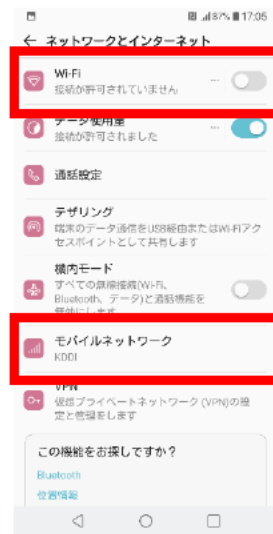 87% 17:05
← ネットワークとインターネット
Wi-Fi
接続が許可されていません
データ使用量
接続が許可されました
通話設定
テザリング
端末のデータ通信をUSB経由またはWi-Fiアク
セスポイントとして共有します
機内モード
すべての無線接続(Wi-Fi、
Bluetooth、データ)と通話機能を
無効にします
モバイルネットワーク
KDDI
VPN
仮想プライベートネットワーク (VPN)の設
定と管理をします
この機能をお探しですか？
Bluetooth
位置情報